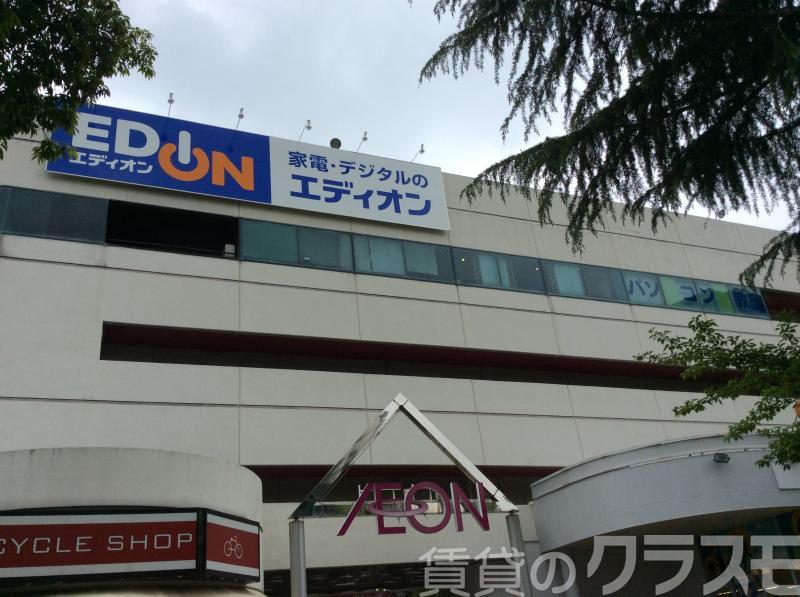 EDION
エディオン
家電・デジタルの
エディオン
パソコン教室
ÆON
CYCLE SHOP
賃貸のクラスモ